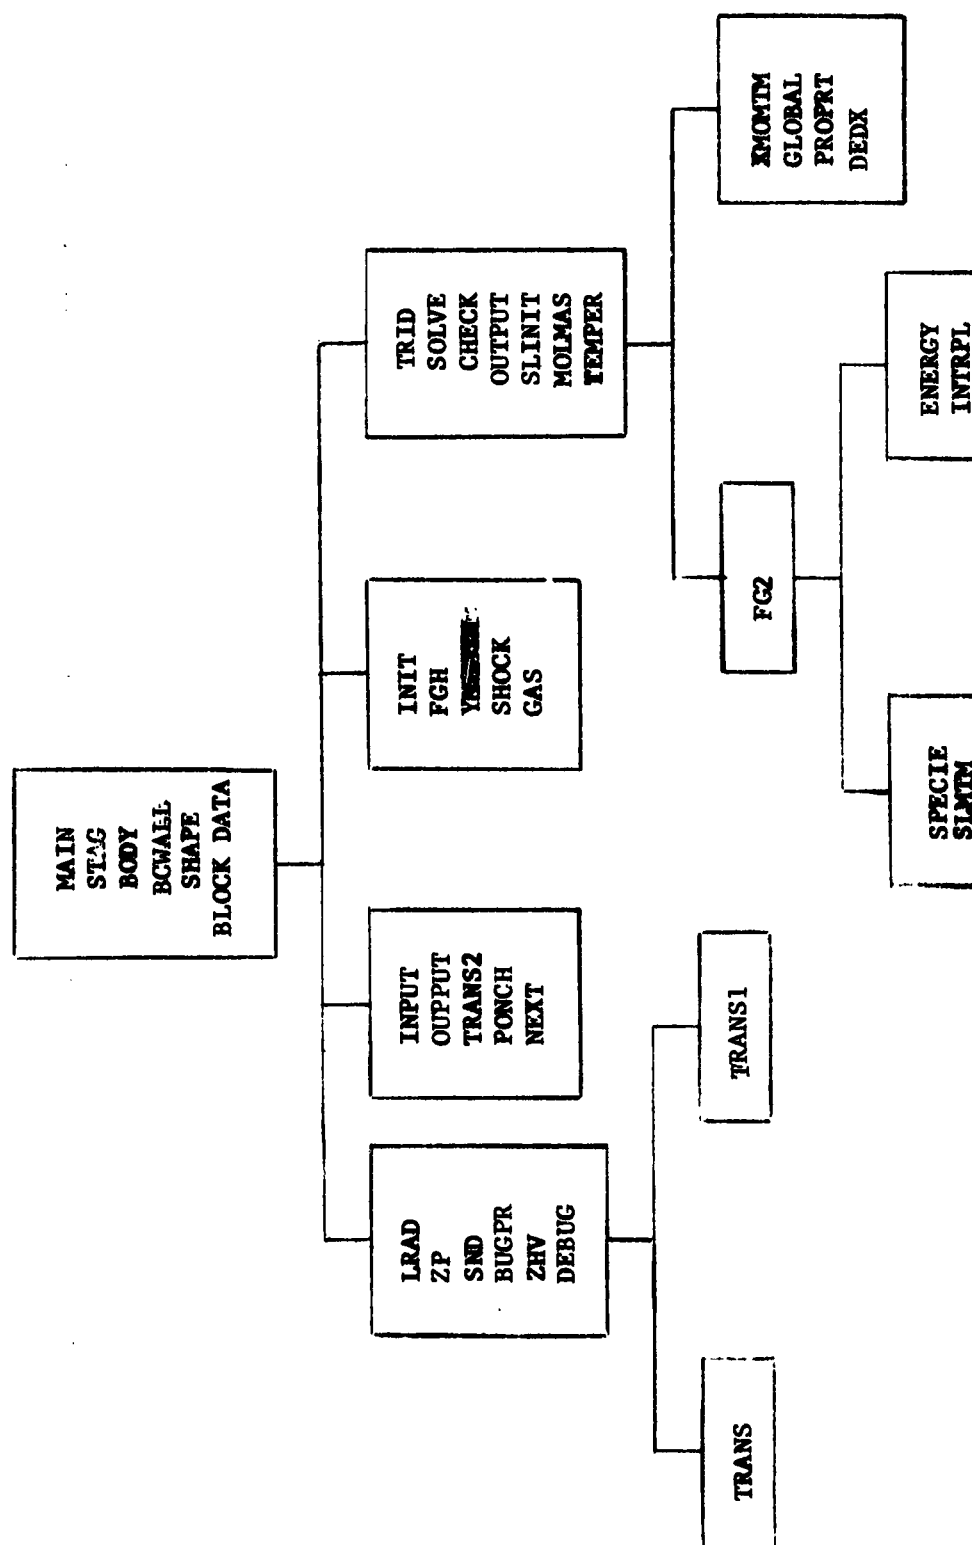 MAIN
STAG
BODY
BCWALL
SHAPE
BLOCK DATA
LRAD
ZP
SND
BUGPR
ZHV
DEBUG
INPUT
OUPPUT
TRANS2
PONCH
NEXT
INIT
FGH
SHOCK
GAS
TRID
SOLVE
CHECK
OUTPUT
SLINIT
MOLMAS
TEMPER
TRANS
TRANS1
FG2
XMOMTM
GLOBAL
PROPRT
DEDX
SPECIE
SLMTM
ENERGY
INTRPL